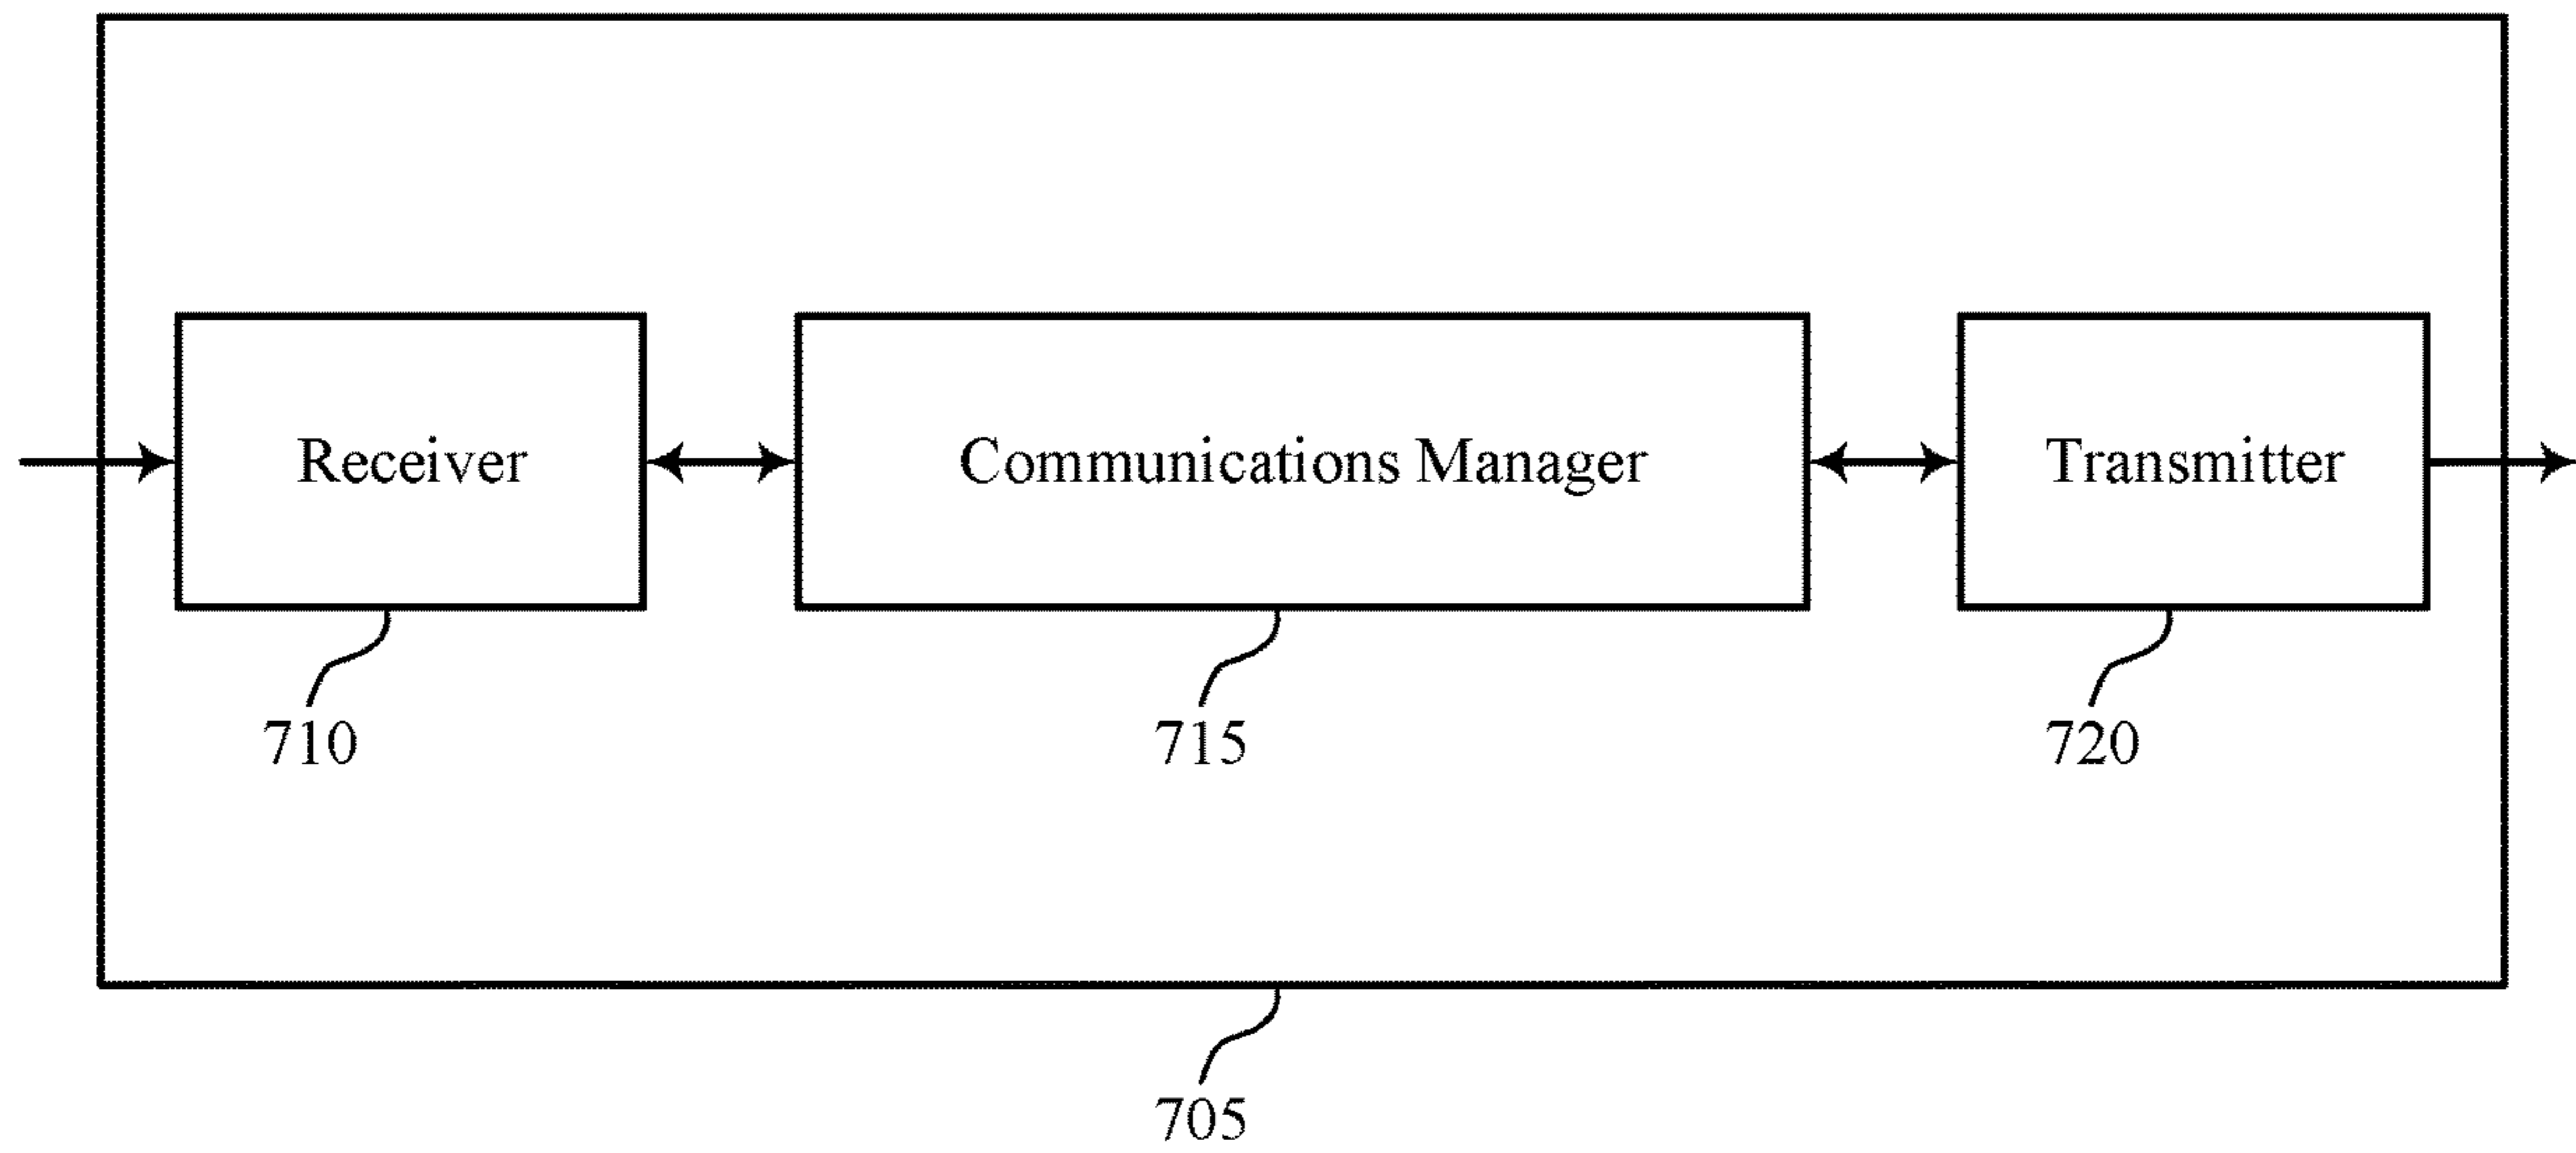 Receiver
Communications Manager
Transmitter
710
715
720
705